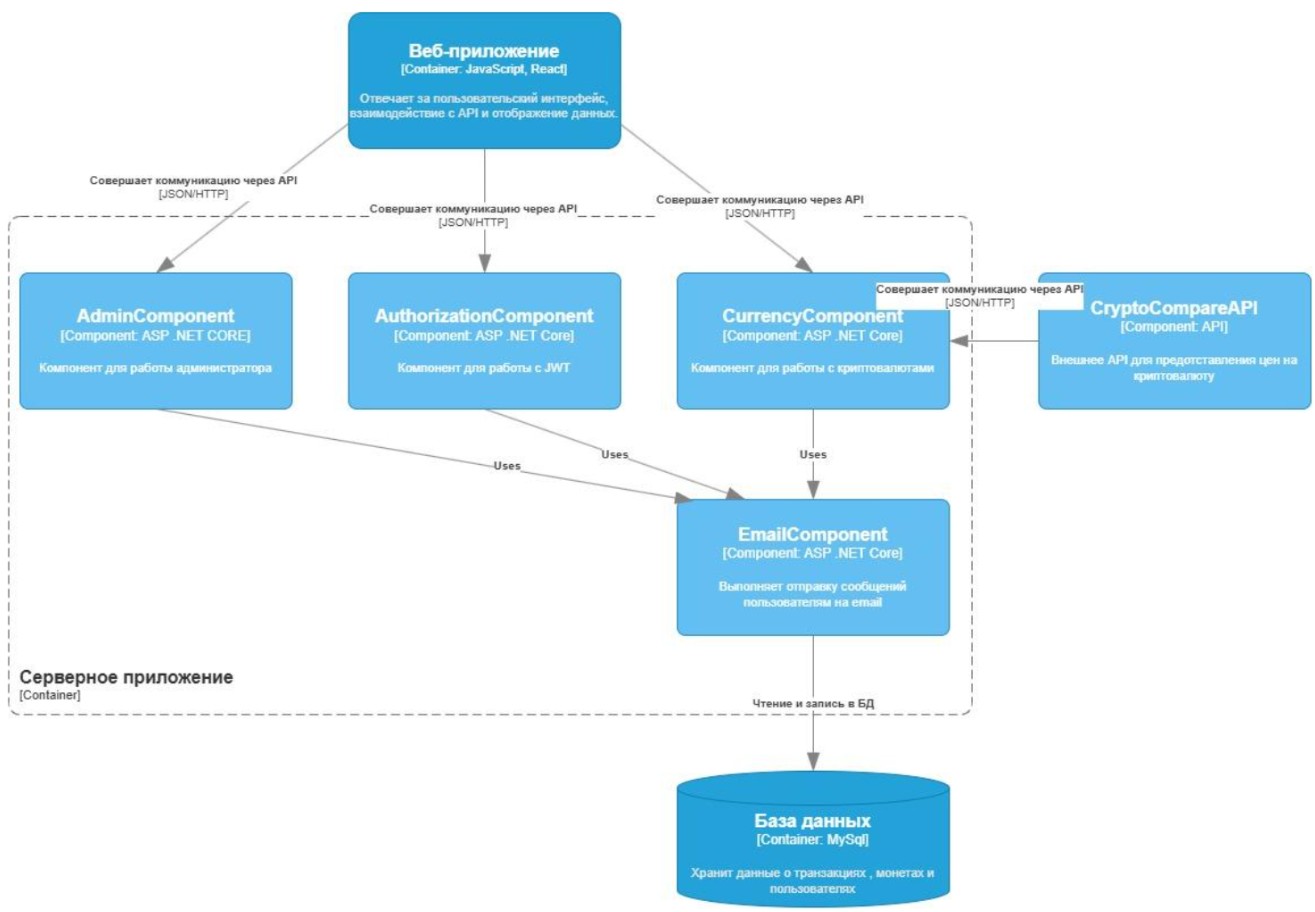 Веб-приложение
[Container: JavaScript, React]
Отвечает за пользовательский интерфейс,
взаимодействие с API и отображение данных.
Совершает коммуникацию через API
[JSON/HTTP]
Совершает коммуникацию через API
[JSON/HTTP]
Совершает коммуникацию через API
[JSON/HTTP]
AdminComponent
[Component: ASP .NET CORE]
Компонент для работы администратора
AuthorizationComponent
[Component: ASP .NET Core]
Компонент для работы с JWT
CurrencyComponent
[Component: ASP .NET Core]
Компонент для работы с криптовалютами
Совершает коммуникацию через API
[JSON/HTTP]
CryptoCompareAPI
[Component: API]
Внешнее API для предотставления цен на
криптовалюту
Uses
Uses
Uses
EmailComponent
[Component: ASP .NET Core]
Выполняет отправку сообщений
пользователям на email
Серверное приложение
[Container]
Чтение и запись в БД
База данных
[Container: MySql]
Хранит данные о транзакциях , монетах и
пользователях